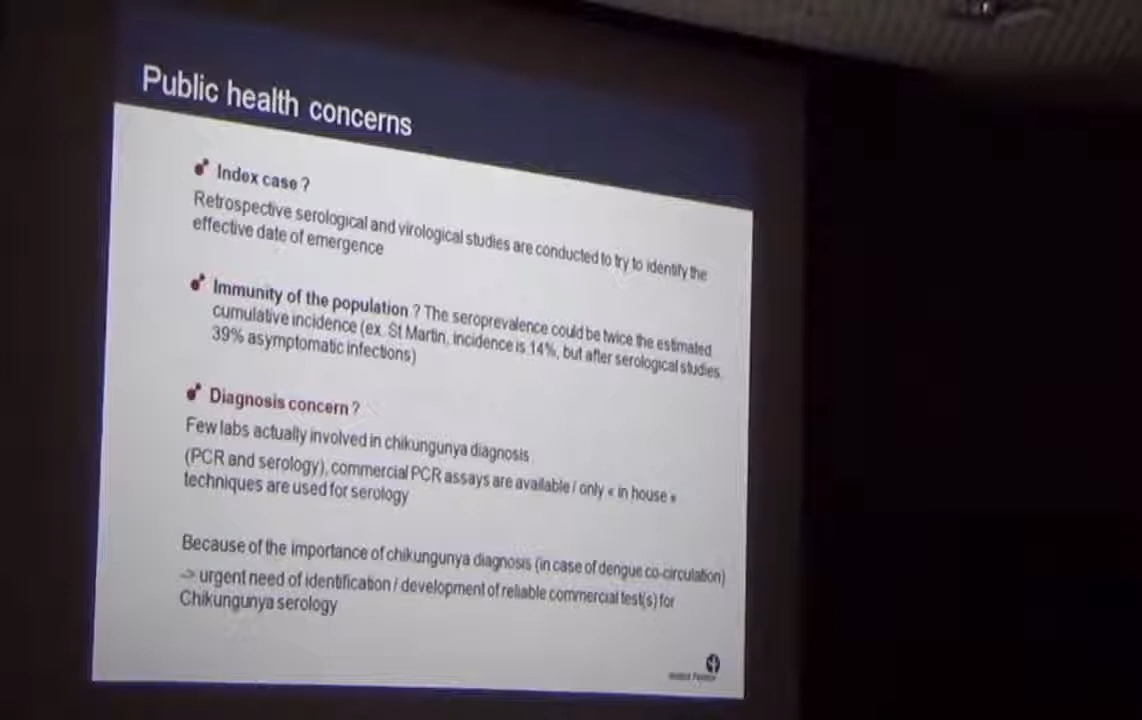 Public health concerns
Index case ?
Retrospective serological and virological studies are conducted to try to identify the
effective date of emergence
Immunity of the population ? The seroprevalence could be twice the estimated
cumulative incidence (ex. St Martin, incidence is 14%, but after serological studies,
39% asymptomatic infections)
Diagnosis concern ?
Few labs actually involved in chikungunya diagnosis
(PCR and serology), commercial PCR assays are available / only « in house »
techniques are used for serology
Because of the importance of chikungunya diagnosis (in case of dengue co-circulation)
-> urgent need of identification / development of reliable commercial test(s) for
Chikungunya serology
Institut Pasteur